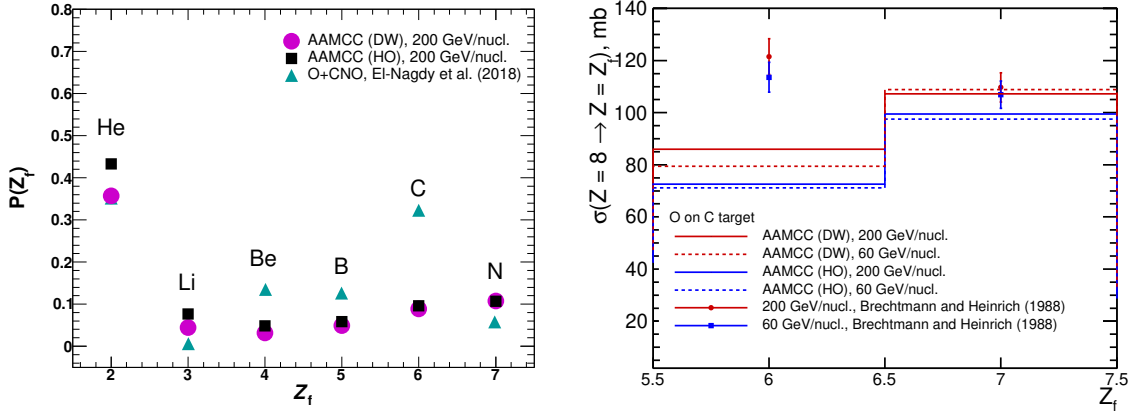 0.8
0.7
0.6
0.5
0.4
0.3
0.2
0.1
0
P(Z_f)
AAMCC (DW), 200 GeV/nucl.
AAMCC (HO), 200 GeV/nucl.
O+CNO, El-Nagdy et al. (2018)
He
Li
Be
B
C
N
2 3 4 5 6 7
Z_f
140
120
100
80
60
40
20
σ(Z = 8 → Z = Z_f), mb
O on C target
AAMCC (DW), 200 GeV/nucl.
AAMCC (DW), 60 GeV/nucl.
AAMCC (HO), 200 GeV/nucl.
AAMCC (HO), 60 GeV/nucl.
200 GeV/nucl., Brechtmann and Heinrich (1988)
60 GeV/nucl., Brechtmann and Heinrich (1988)
5.5 6 6.5 7 7.5
Z_f